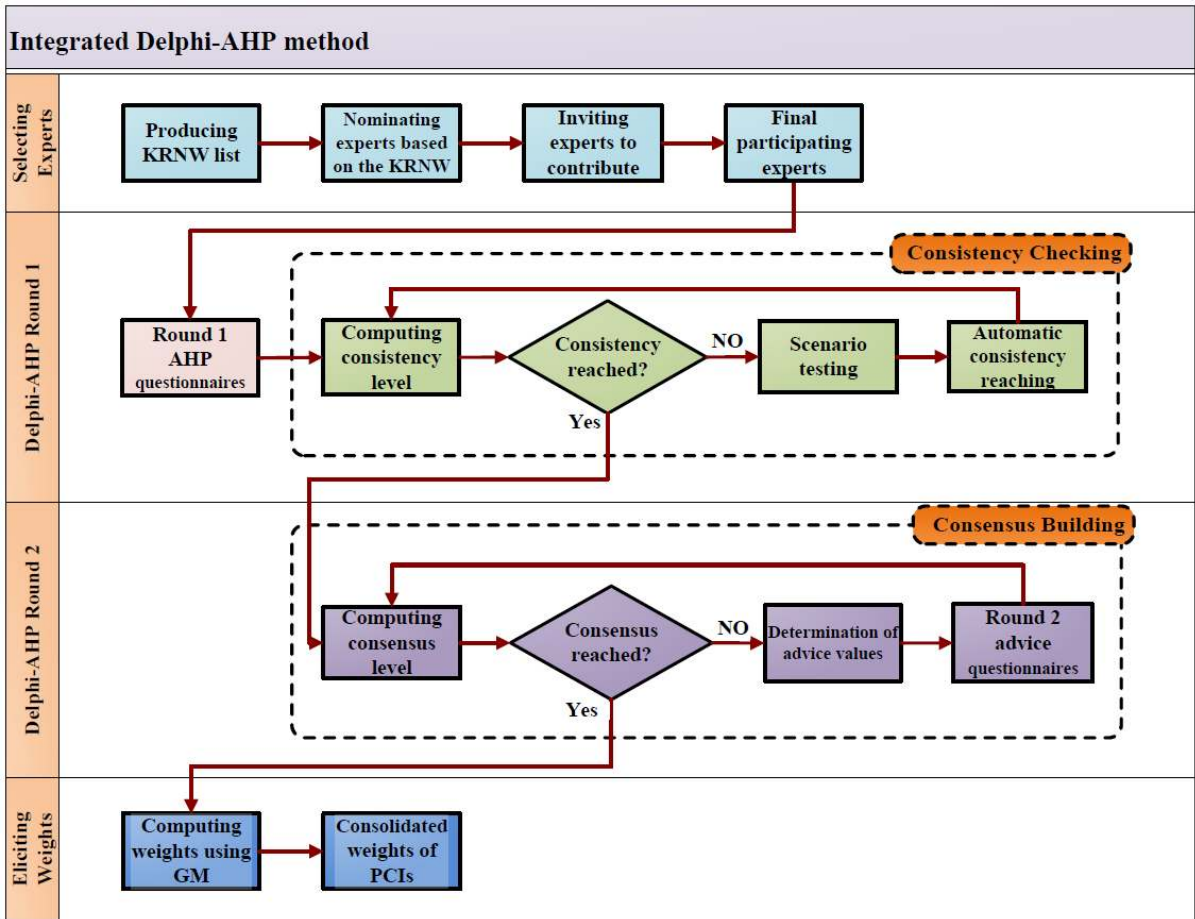 Integrated Delphi-AHP method
Selecting
Experts
Producing
KRNW list
Nominating
experts based
on the KRNW
Inviting
experts to
contribute
Final
participating
experts
Delphi-AHP Round 1
Consistency Checking
Round 1
AHP
questionnaires
Computing
consistency
level
Consistency
reached?
NO
Scenario
testing
Automatic
consistency
reaching
Yes
Delphi-AHP Round 2
Consensus Building
Computing
consensus
level
Consensus
reached?
NO
Determination of
advice values
Round 2
advice
questionnaires
Yes
Eliciting
Weights
Computing
weights using
GM
Consolidated
weights of
PCIs